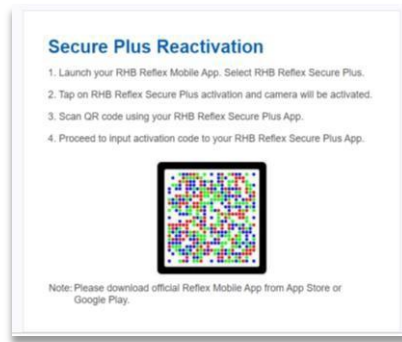 Secure Plus Reactivation
1. Launch your RHB Reflex Mobile App. Select RHB Reflex Secure Plus.
2. Tap on RHB Reflex Secure Plus activation and camera will be activated.
3. Scan QR code using your RHB Reflex Secure Plus App.
4. Proceed to input activation code to your RHB Reflex Secure Plus App.
Note: Please download official Reflex Mobile App from App Store or
Google Play.